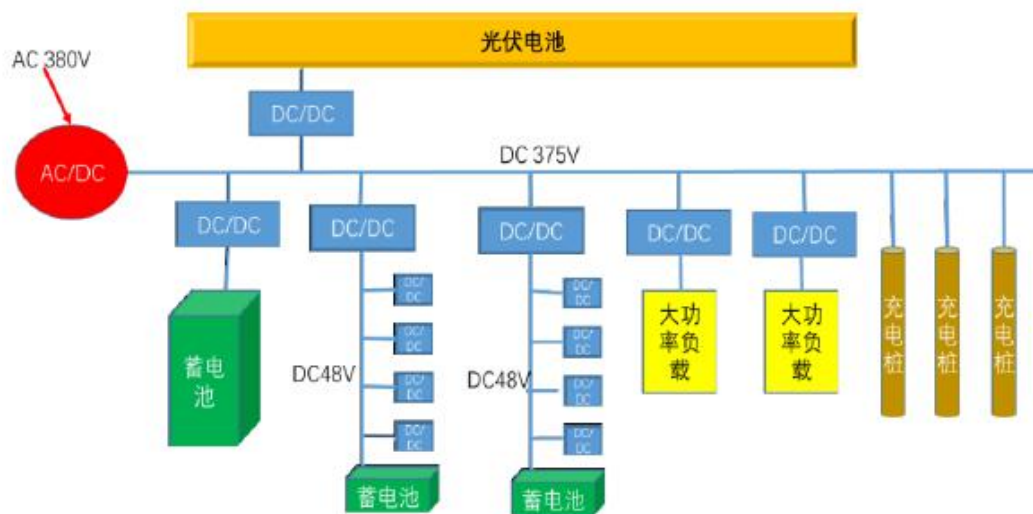 光伏电池
AC 380V
DC/DC
AC/DC
DC 375V
DC/DC
DC/DC
DC/DC
DC/DC
DC/DC
DC/
DC
DC/
DC
DC/
DC
DC/
DC
DC/
DC
DC/
DC
DC/
DC
DC/
DC
DC48V
DC48V
蓄电
池
蓄电池
蓄电池
大功
率负
载
大功
率负
载
充电桩
充电桩
充电桩